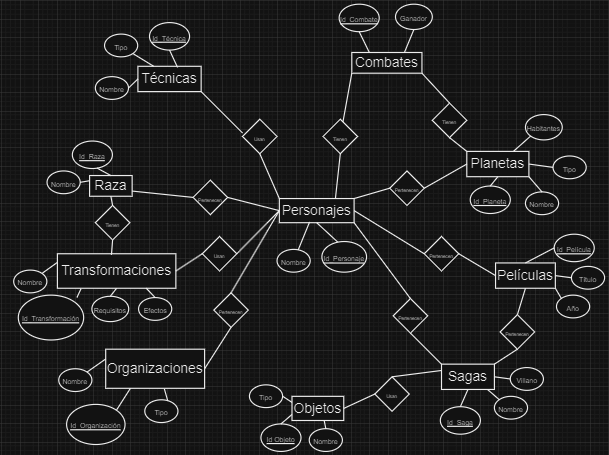 Id_Combate
Ganador
Tipo
Id_Técnica
Combates
Técnicas
Nombre
Tienen
Habitantes
Usan
Tienen
Id_Raza
Planetas
Tipo
Nombre
Raza
Pertenecen
Pertenecen
Id_Planeta
Nombre
Personajes
Tienen
Usan
Nombre
Id_Personaje
Pertenecen
Id_Película
Transformaciones
Películas
Título
Nombre
Id_Transformación
Requisitos
Efectos
Pertenecen
Pertenecen
Año
Pertenecen
Organizaciones
Nombre
Sagas
Villano
Tipo
Usan
Tipo
Objetos
Nombre
Id_Organización
Id_Saga
Id Objeto
Nombre